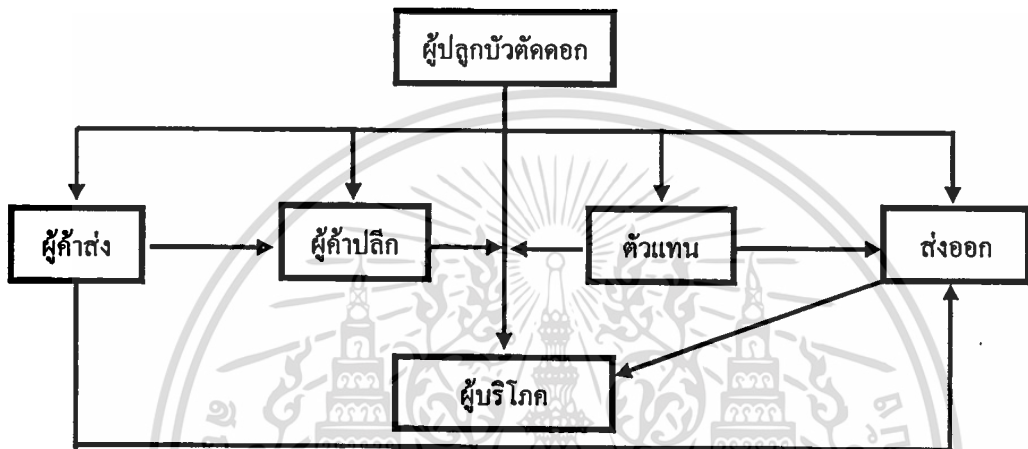 ผู้ปลูกบัวตัดดอก
ผู้ค้าส่ง
ผู้ค้าปลีก
ตัวแทน
ส่งออก
ผู้บริโภค